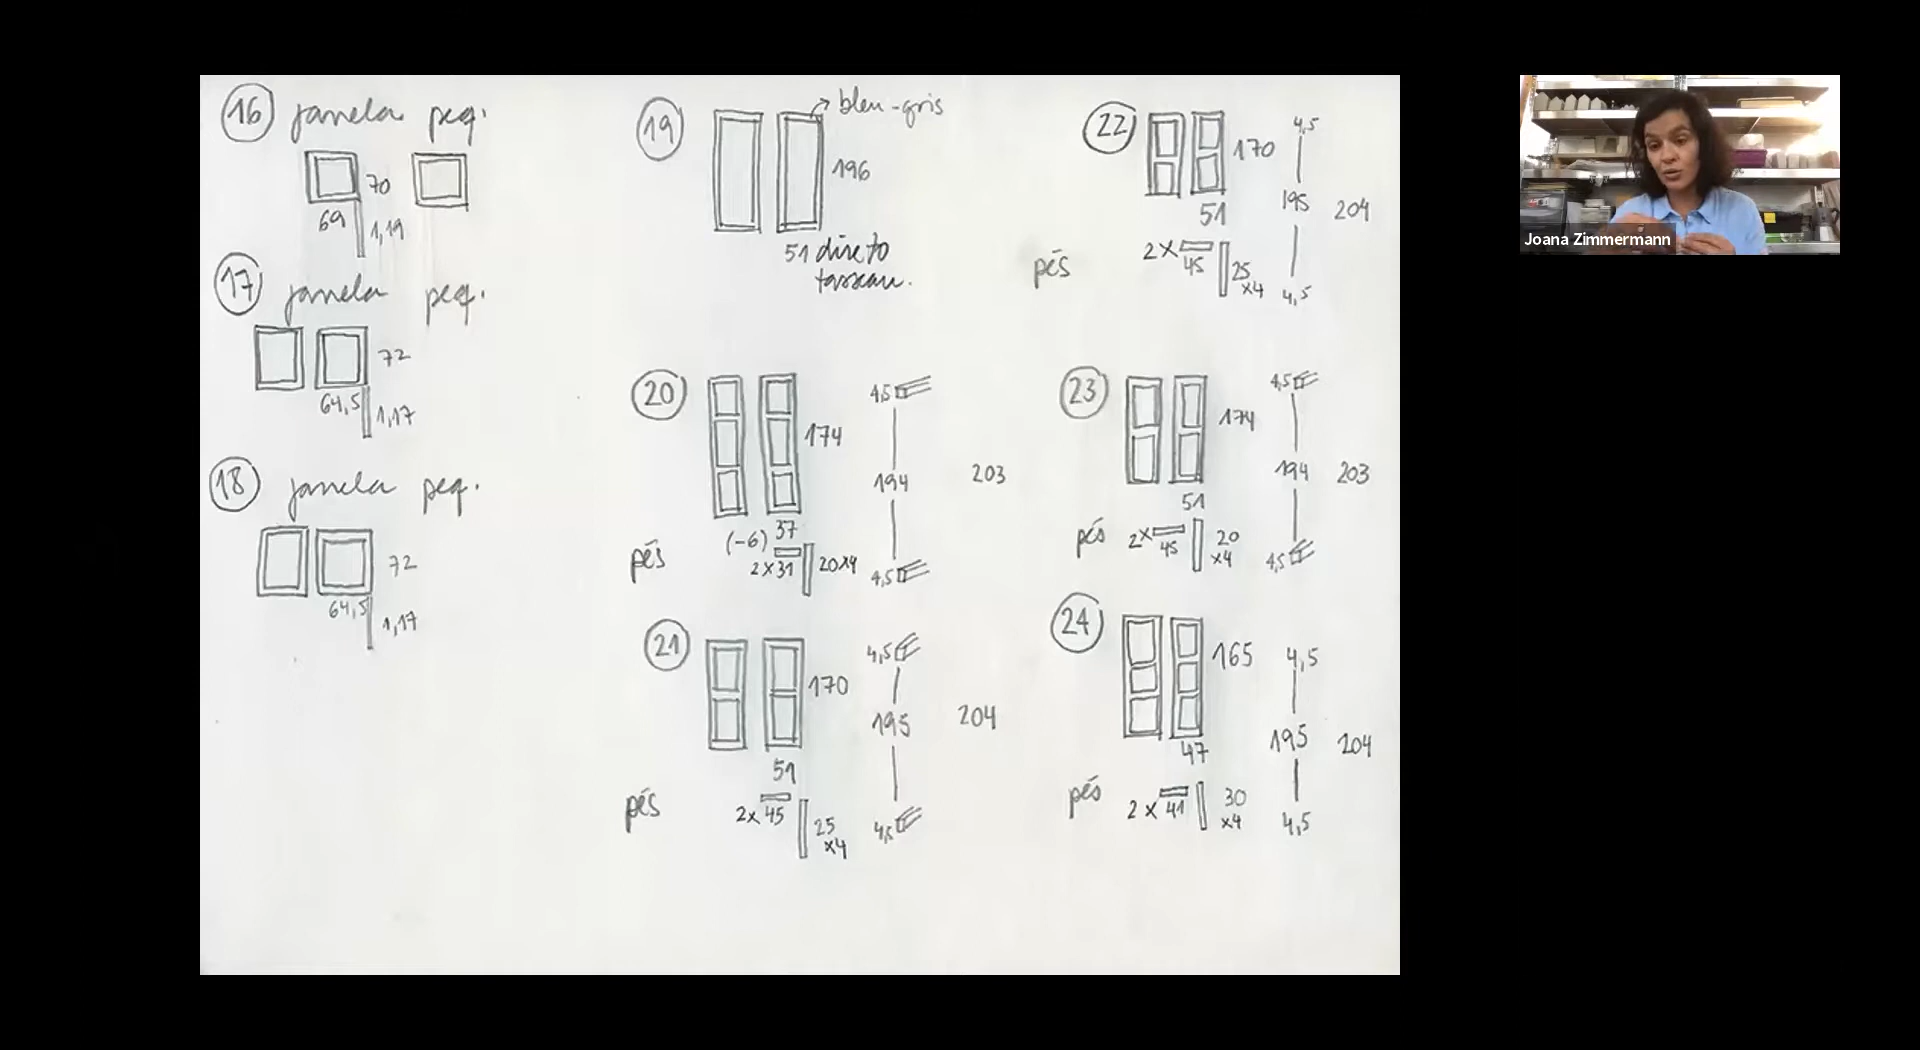 16 janela peq.
70
69
1,19
17 janela peq.
72
64,5
1,17
18 janela peq.
72
64,5
1,17
19
bleu-gris
196
51 direto
tasseau.
20
174
37
(-6)
pés
2x31
20x4
4,5
194
4,5
203
21
170
51
pés
2x 45
25
x4
4,5
195
4,5
204
22
170
51
pés
2x 45
25
x4
4,5
195
4,5
204
23
174
51
pés
2x 45
20
x4
4,5
194
4,5
203
24
165
47
pés
2 x 41
30
x4
4,5
195
4,5
204
Joana Zimmermann